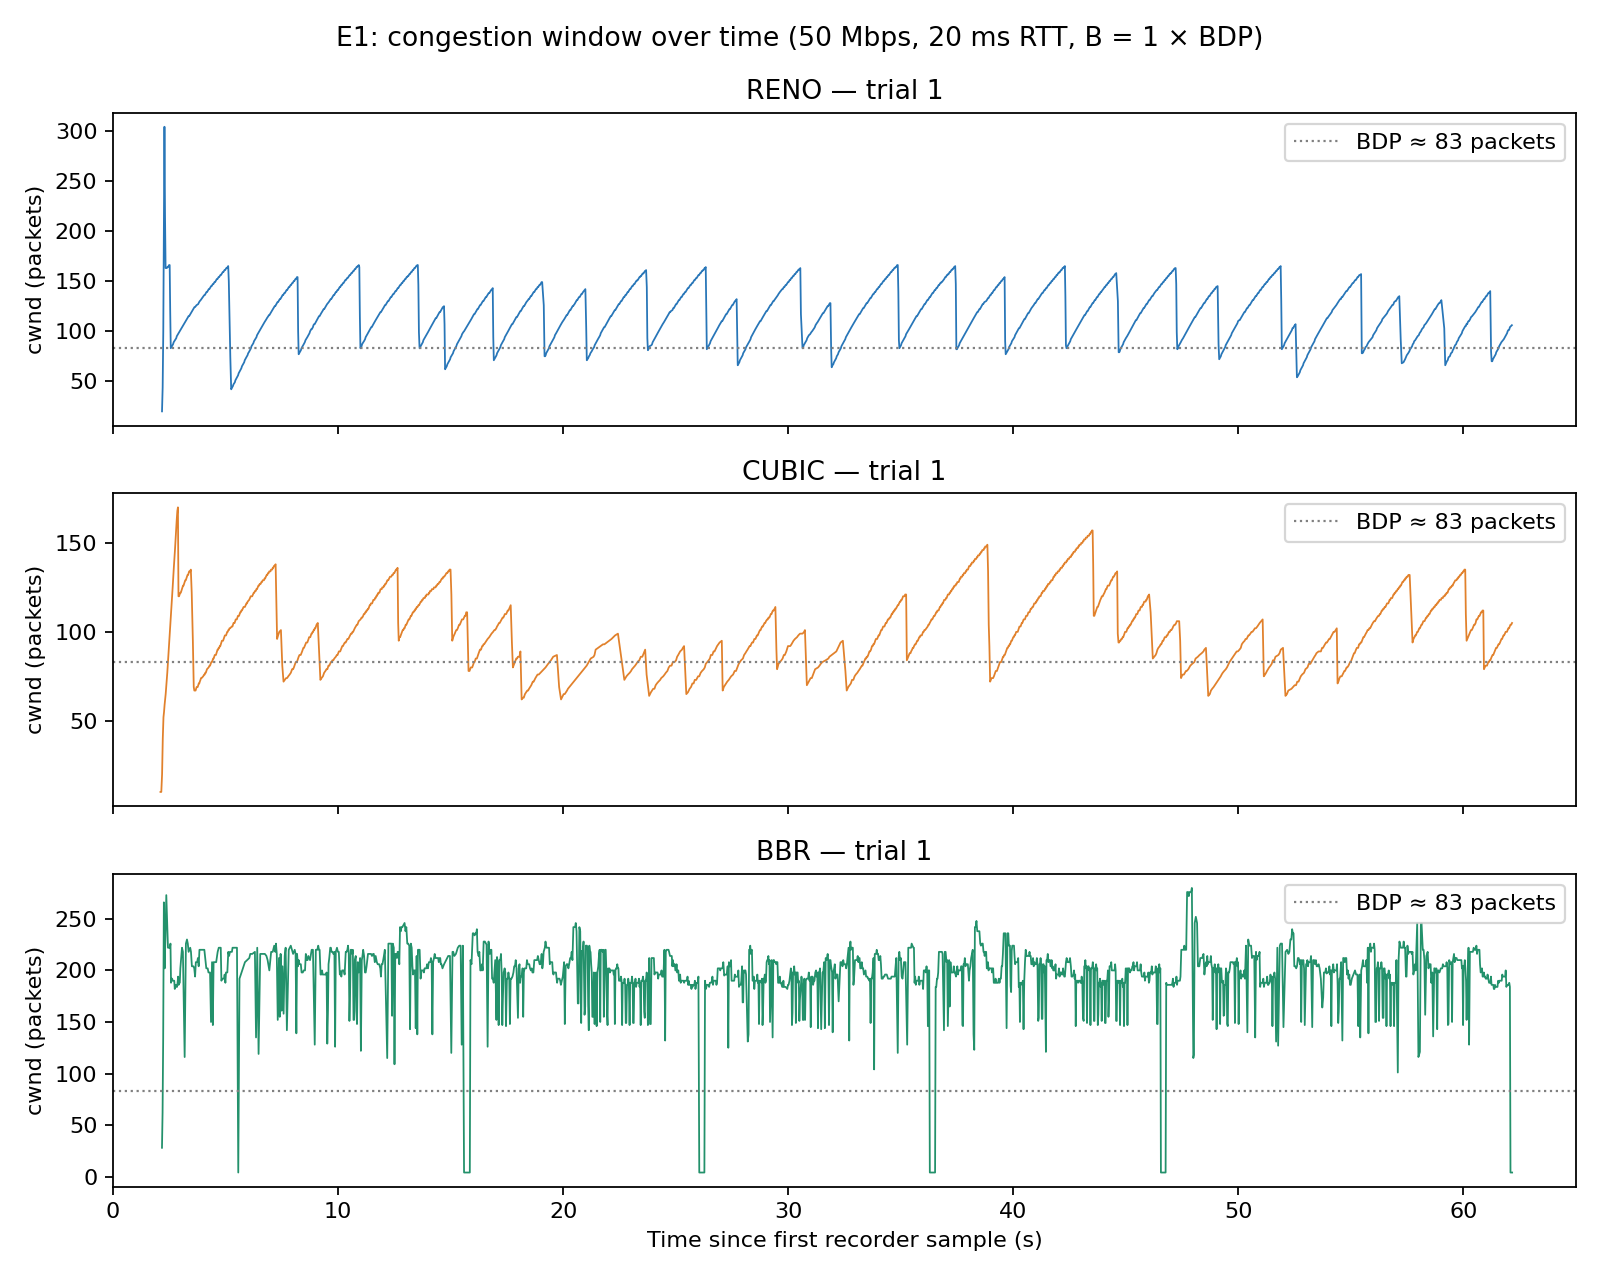 E1: congestion window over time (50 Mbps, 20 ms RTT, B = 1 × BDP)
RENO — trial 1
cwnd (packets)
300
250
200
150
100
50
BDP ≈ 83 packets
CUBIC — trial 1
cwnd (packets)
150
100
50
BDP ≈ 83 packets
BBR — trial 1
cwnd (packets)
250
200
150
100
50
0
BDP ≈ 83 packets
0 10 20 30 40 50 60
Time since first recorder sample (s)